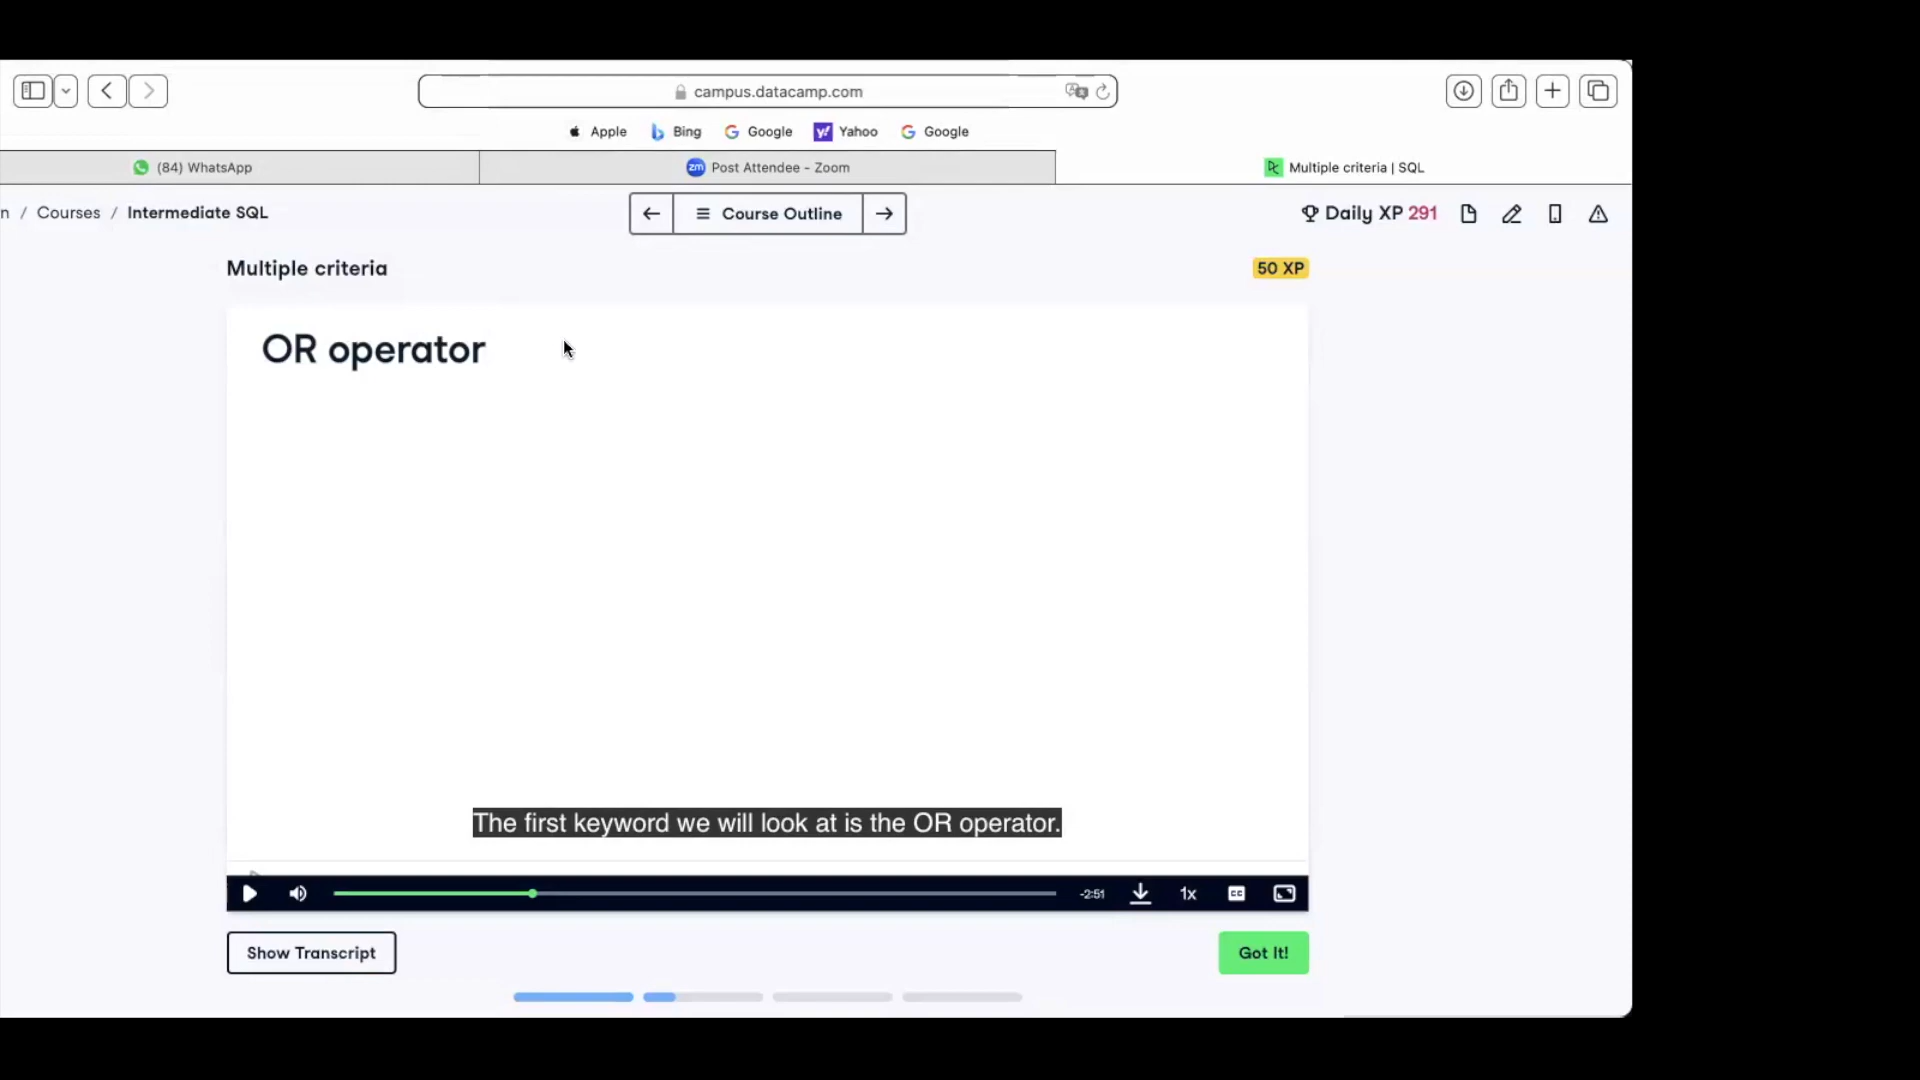 campus.datacamp.com
Apple Bing Google Yahoo Google
(84) WhatsApp Post Attendee - Zoom Multiple criteria | SQL
n / Courses / Intermediate SQL Course Outline Daily XP 291
Multiple criteria 50 XP
OR operator
The first keyword we will look at is the OR operator.
-2:51 1x CC
Show Transcript Got It!